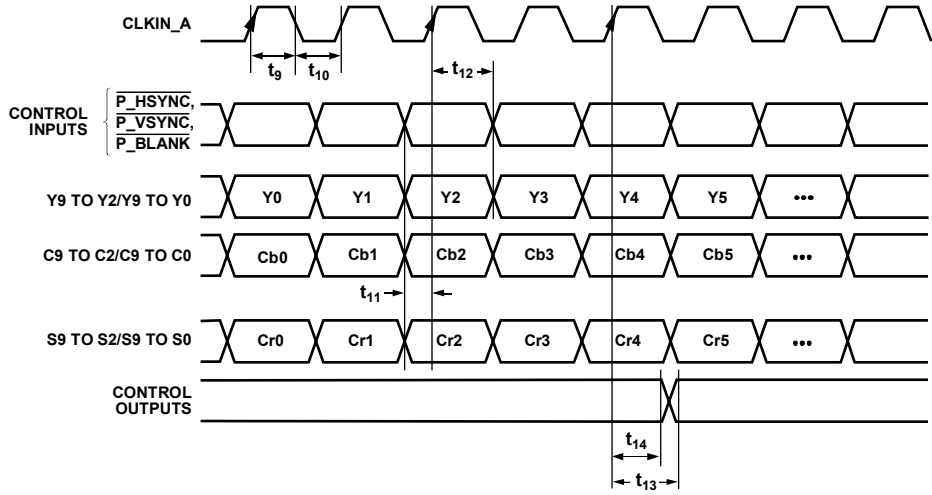 CLKIN_A
t9
t10
t12
CONTROL
INPUTS
P_HSYNC,
P_VSYNC,
P_BLANK
Y9 TO Y2/Y9 TO Y0
Y0
Y1
Y2
Y3
Y4
Y5
•••
C9 TO C2/C9 TO C0
Cb0
Cb1
Cb2
Cb3
Cb4
Cb5
•••
t11
S9 TO S2/S9 TO S0
Cr0
Cr1
Cr2
Cr3
Cr4
Cr5
•••
CONTROL
OUTPUTS
t14
t13